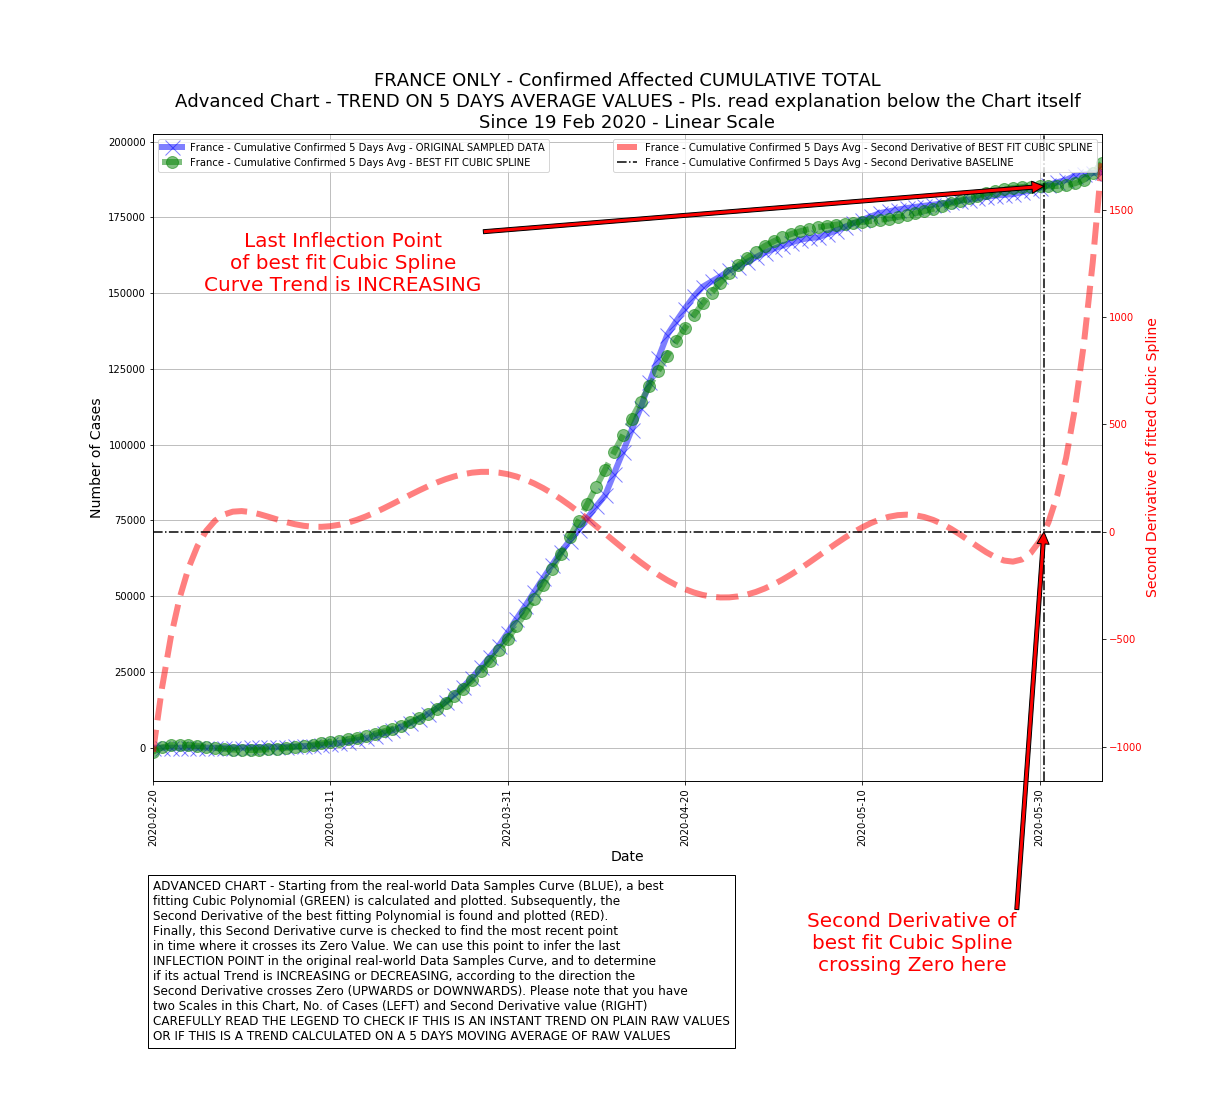 FRANCE ONLY - Confirmed Affected CUMULATIVE TOTAL
Advanced Chart - TREND ON 5 DAYS AVERAGE VALUES - Pls. read explanation below the Chart itself
Since 19 Feb 2020 - Linear Scale
France - Cumulative Confirmed 5 Days Avg - ORIGINAL SAMPLED DATA
France - Cumulative Confirmed 5 Days Avg - BEST FIT CUBIC SPLINE
France - Cumulative Confirmed 5 Days Avg - Second Derivative of BEST FIT CUBIC SPLINE
France - Cumulative Confirmed 5 Days Avg - Second Derivative BASELINE
Last Inflection Point
of best fit Cubic Spline
Curve Trend is INCREASING
Number of Cases
200000
175000
150000
125000
100000
75000
50000
25000
0
1500
1000
500
0
−500
−1000
Second Derivative of fitted Cubic Spline
2020-02-20
2020-03-11
2020-03-31
2020-04-20
2020-05-10
2020-05-30
Date
ADVANCED CHART - Starting from the real-world Data Samples Curve (BLUE), a best
fitting Cubic Polynomial (GREEN) is calculated and plotted. Subsequently, the
Second Derivative of the best fitting Polynomial is found and plotted (RED).
Finally, this Second Derivative curve is checked to find the most recent point
in time where it crosses its Zero Value. We can use this point to infer the last
INFLECTION POINT in the original real-world Data Samples Curve, and to determine
if its actual Trend is INCREASING or DECREASING, according to the direction the
Second Derivative crosses Zero (UPWARDS or DOWNWARDS). Please note that you have
two Scales in this Chart, No. of Cases (LEFT) and Second Derivative value (RIGHT)
CAREFULLY READ THE LEGEND TO CHECK IF THIS IS AN INSTANT TREND ON PLAIN RAW VALUES
OR IF THIS IS A TREND CALCULATED ON A 5 DAYS MOVING AVERAGE OF RAW VALUES
Second Derivative of
best fit Cubic Spline
crossing Zero here